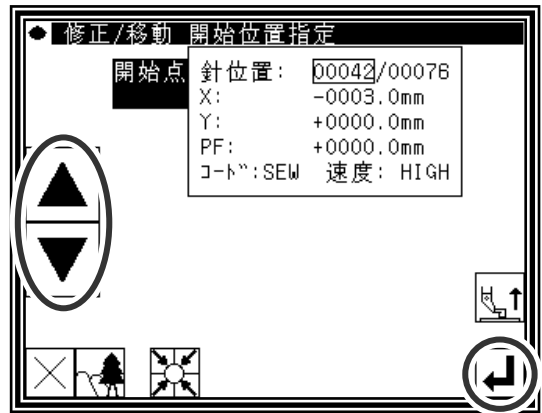 修正/移動 開始位置指定
開始点
針位置: 00042/00076
X: -0003.0mm
Y: +0000.0mm
PF: +0000.0mm
ｺｰﾄﾞ:SEW 速度: HIGH